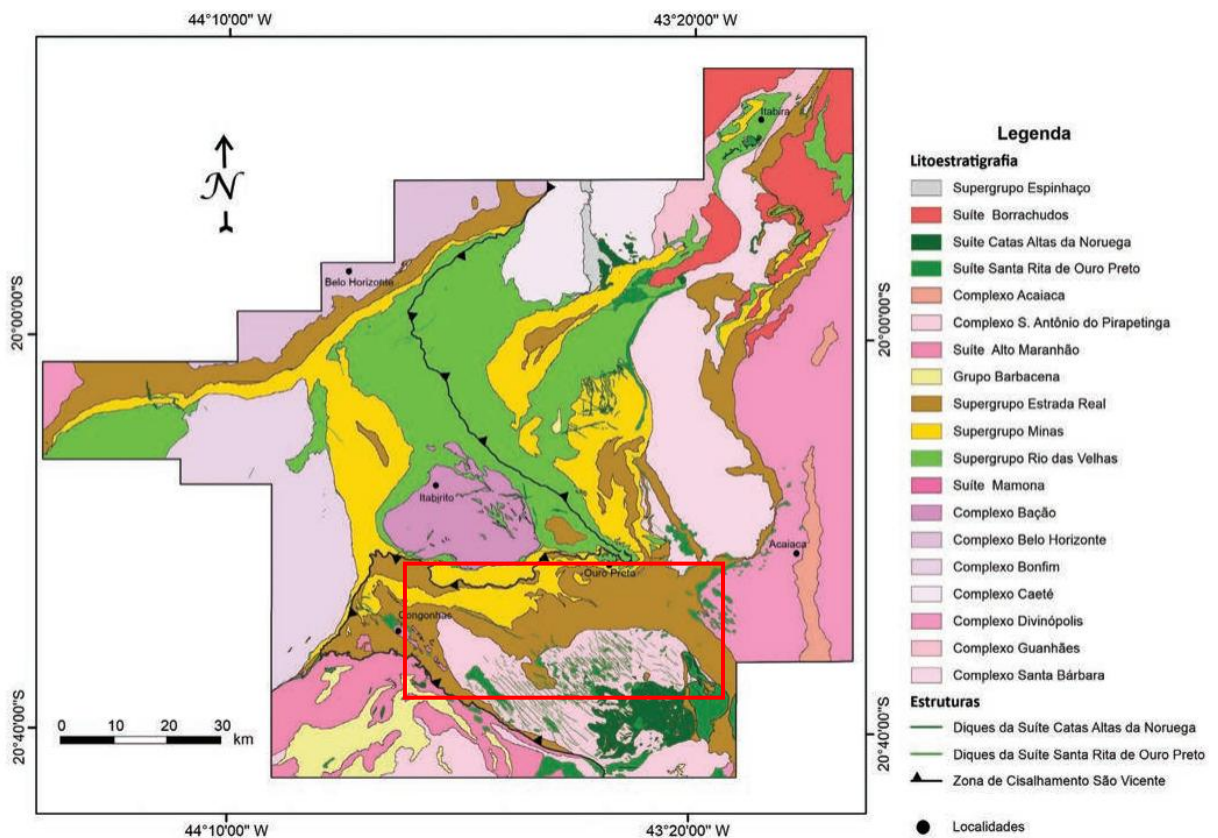 44°10'00" W
43°20'00" W
N
Itabira
Belo Horizonte
20°00'00"S
20°00'00"S
Itabirito
Acaiaca
Ouro Preto
Congonhas
20°40'00"S
20°40'00"S
0 10 20 30
km
44°10'00" W
43°20'00" W
Legenda
Litoestratigrafia
Supergrupo Espinhaço
Suíte Borrachudos
Suíte Catas Altas da Noruega
Suíte Santa Rita de Ouro Preto
Complexo Acaiaca
Complexo S. Antônio do Pirapetinga
Suíte Alto Maranhão
Grupo Barbacena
Supergrupo Estrada Real
Supergrupo Minas
Supergrupo Rio das Velhas
Suíte Mamona
Complexo Bação
Complexo Belo Horizonte
Complexo Bonfim
Complexo Caeté
Complexo Divinópolis
Complexo Guanhães
Complexo Santa Bárbara
Estruturas
Diques da Suíte Catas Altas da Noruega
Diques da Suíte Santa Rita de Ouro Preto
Zona de Cisalhamento São Vicente
Localidades